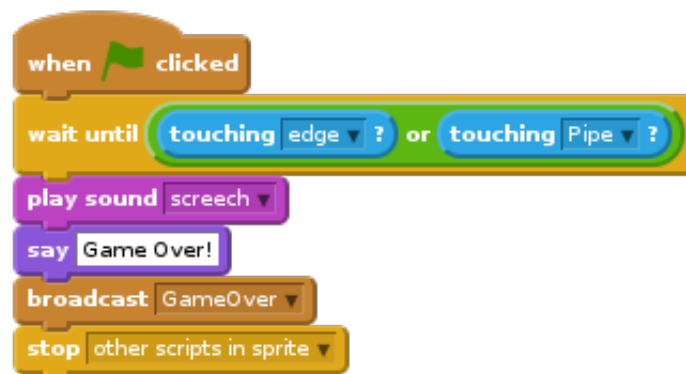 when clicked
wait until touching edge ? or touching Pipe ?
play sound screech
say Game Over!
broadcast GameOver
stop other scripts in sprite